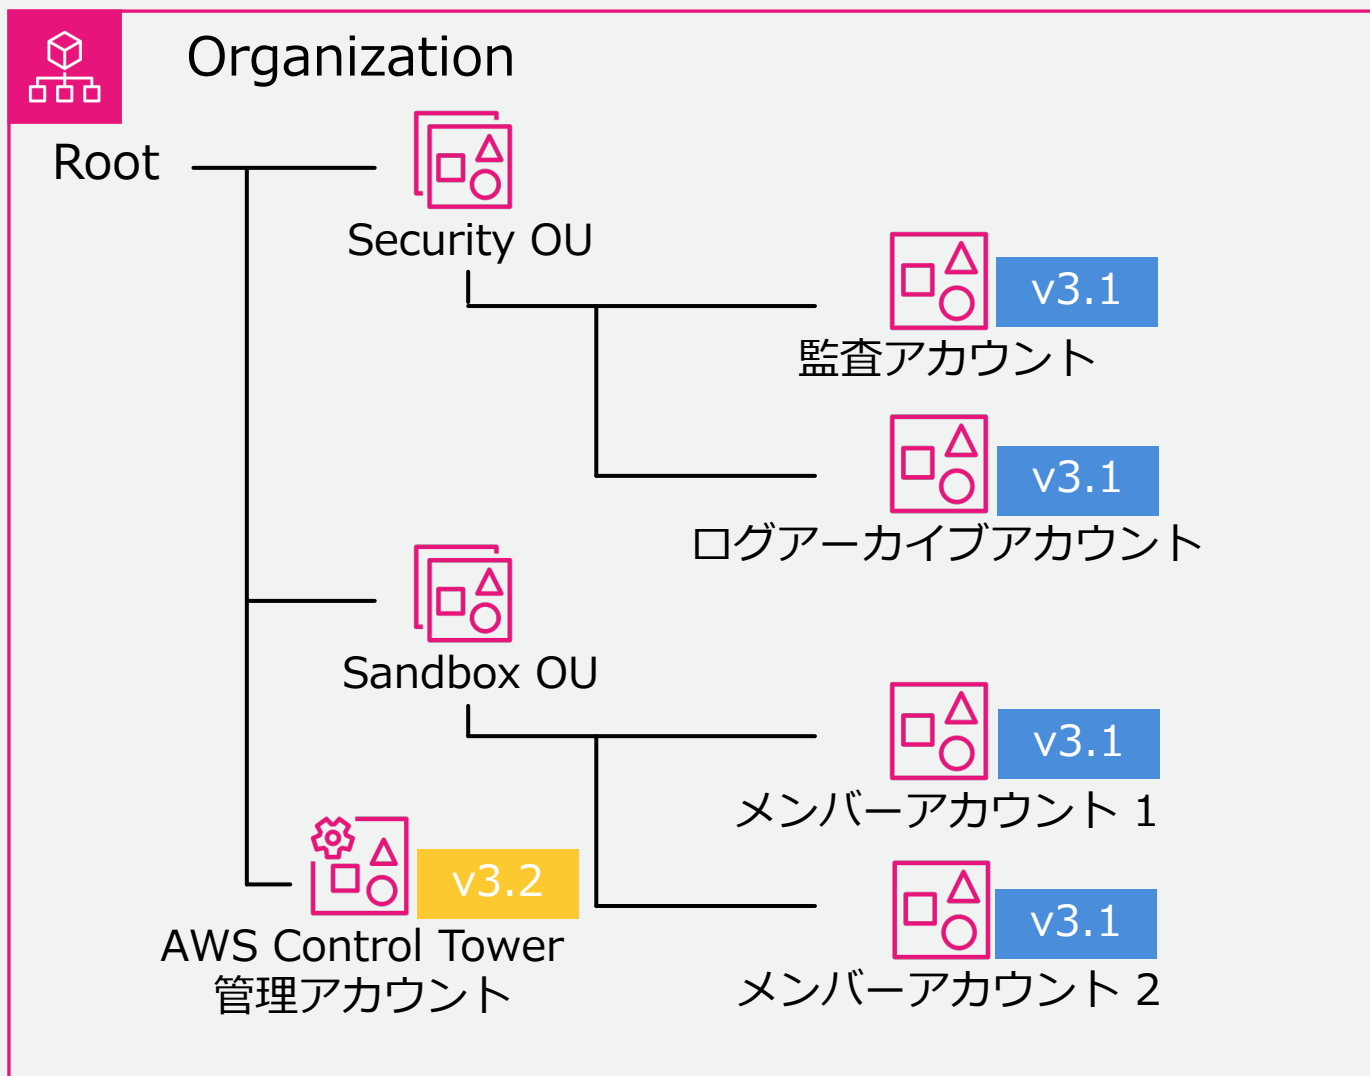 Organization
Root
Security OU
v3.1
監査アカウント
v3.1
ログアーカイブアカウント
Sandbox OU
v3.1
メンバーアカウント 1
v3.2
AWS Control Tower
管理アカウント
v3.1
メンバーアカウント 2